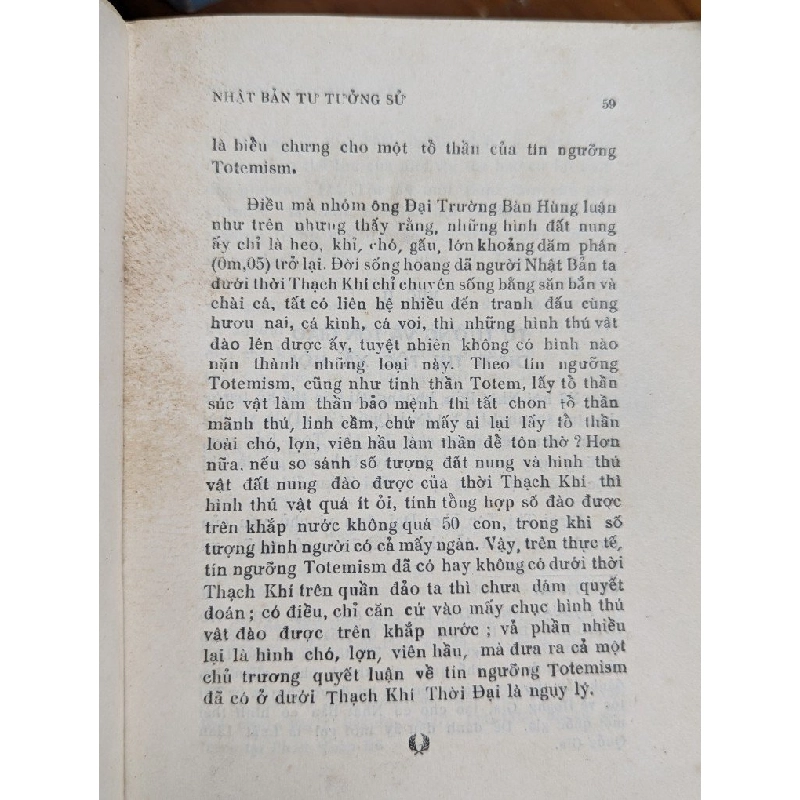 NHẬT BẢN TƯ TƯỞNG SỬ 59
là biểu chưng cho một tổ thần của tin ngưỡng
Totemism.
Điều mà nhóm ông Đại Trường Bàn Hùng luán
như trên nhưng thấy rằng, những hình đất nung
ấy chỉ là heo, khỉ, chó, gấu, lớn khoảng dăm phân
(0m,05) trở lại. Đời sống hoang dã người Nhật Bản ta
dưới thời Thạch Khí chỉ chuyên sống bằng săn bắn và
chài cá, tất có liên hệ nhiều đến tranh đấu cùng
hươu nai, cá kình, cá voi, thì những hình thú vât
đào lên được ấy, tuyệt nhiên không có hình nào
nặn thành những loại này. Theo tin ngưỡng
Totemism, cũng như tinh thần Totem, lấy tổ thần
súc vật làm thần bảo mệnh thì tất chọn tổ thần
mãnh thú, linh cầm, chứ mấy ai lại lấy tổ thần
loài chó, lợn, viên hầu làm thần để tôn thờ ? Hơn
nữa. nếu so sánh số tượng đất nung và hình thú
vât đất nung đào được của thời Thạch Khí thì
hình thú vật quá ít ỏi, tính tổng hợp số đào được
trên khắp nước không quá 50 con, trong khi số
tượng hình người có cả mấy ngàn. Vậy, trên thực tế,
tín ngưỡng Totemism đã có hay không có dưới thời
Thạch Khí trên quần đảo ta thì chưa dám quyết
đoán ; có điều, chỉ căn cứ vào mấy chục hình thú
vât đào được trên khắp nước ; vả phần nhiều
lại là hình chó, lợn, viên hầu, mà đưa ra cả một
chủ trương quyết luận về tin ngưỡng Totemism
đã có ở dưới Thạch Khí Thời Đại là ngụy lý.